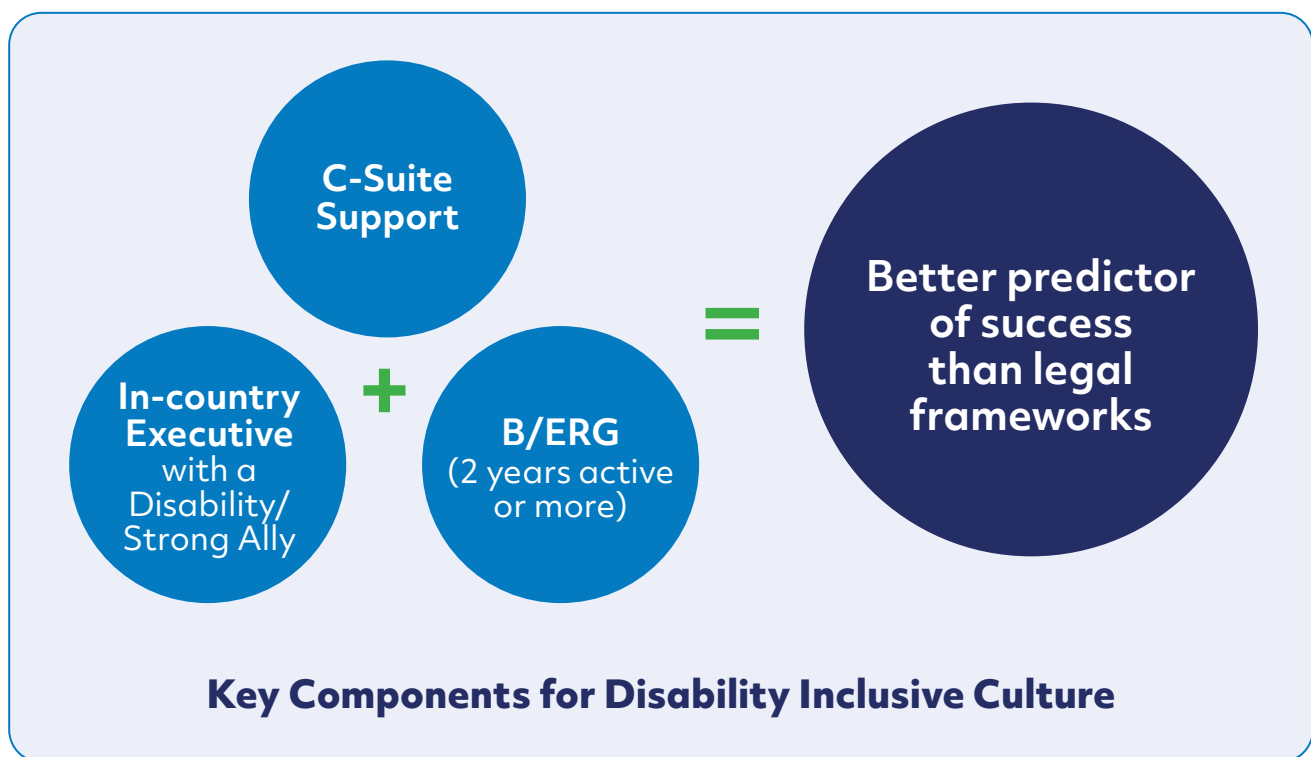 C-Suite
Support
In-country
Executive
with a
Disability/
Strong Ally
+
B/ERG
(2 years active
or more)
=
Better predictor
of success
than legal
frameworks
Key Components for Disability Inclusive Culture